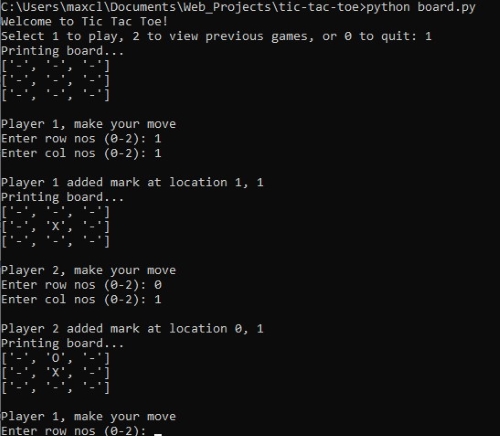 C:\Users\maxcl\Documents\Web_Projects\tic-tac-toe>python board.py
Welcome to Tic Tac Toe!
Select 1 to play, 2 to view previous games, or 0 to quit: 1
Printing board...
['-', '-', '-']
['-', '-', '-']
['-', '-', '-']
Player 1, make your move
Enter row nos (0-2): 1
Enter col nos (0-2): 1
Player 1 added mark at location 1, 1
Printing board...
['-', '-', '-']
['-', 'X', '-']
['-', '-', '-']
Player 2, make your move
Enter row nos (0-2): 0
Enter col nos (0-2): 1
Player 2 added mark at location 0, 1
Printing board...
['-', 'O', '-']
['-', 'X', '-']
['-', '-', '-']
Player 1, make your move
Enter row nos (0-2):